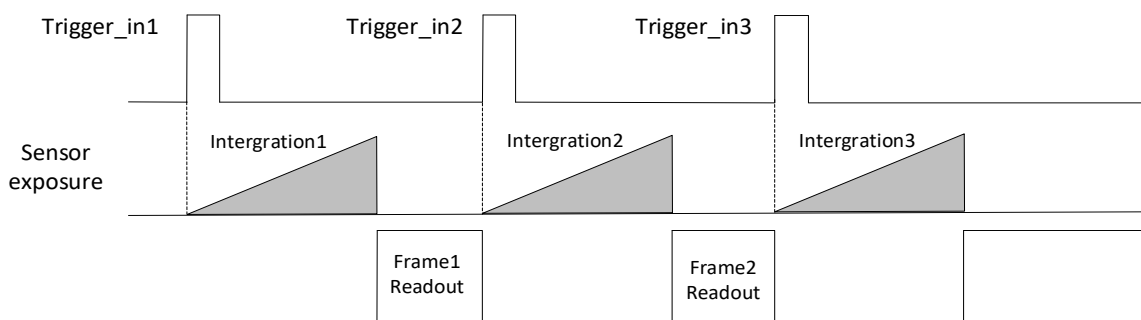 Trigger_in1
Trigger_in2
Trigger_in3
Intergration1
Intergration2
Intergration3
Sensor
exposure
Frame1
Readout
Frame2
Readout